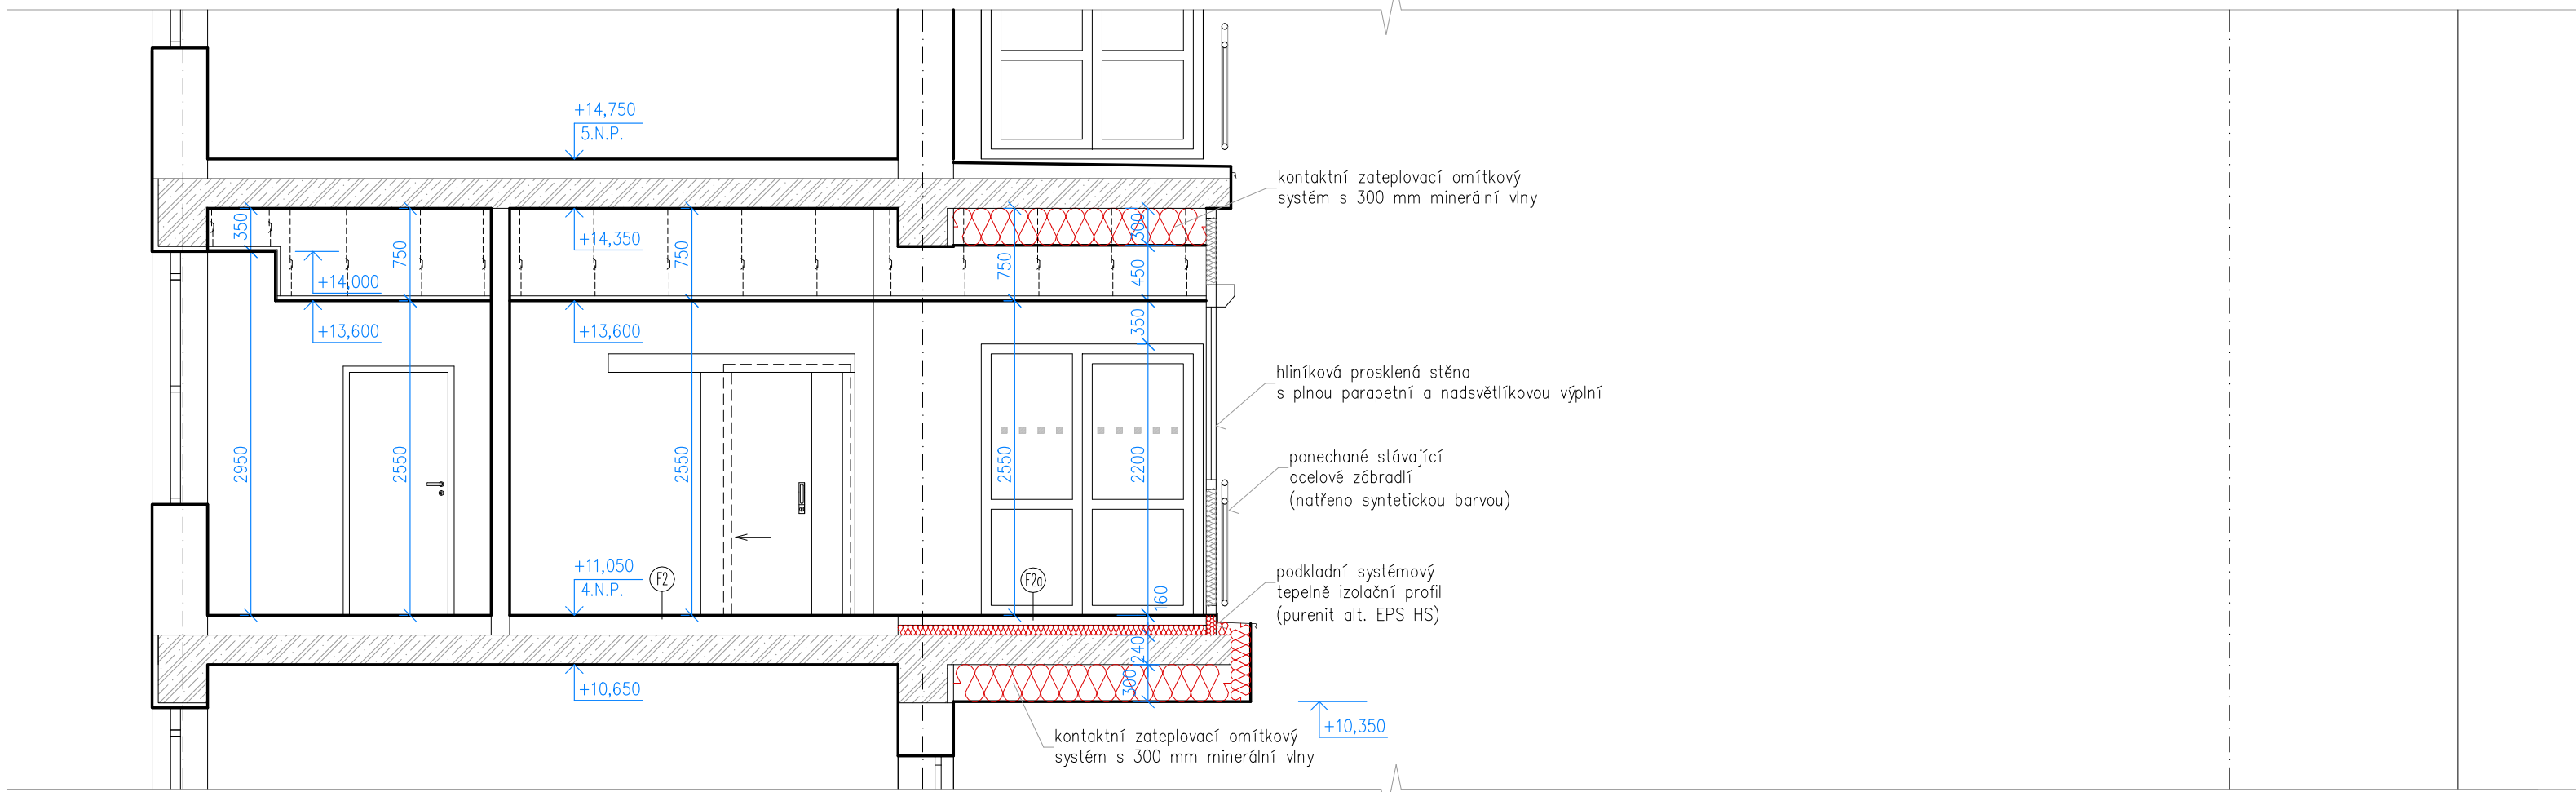 +14,750
5.N.P.
kontaktní zateplovací omítkový
systém s 300 mm minerální vlny
350
750
+14,350
750
750
300
450
+14,000
+13,600
+13,600
350
hliníková prosklená stěna
s plnou parapetní a nadsvětlíkovou výplní
2950
2550
2550
2550
2200
ponechané stávající
ocelové zábradlí
(natřeno syntetickou barvou)
+11,050
4.N.P.
F2
F2a
160
podkladní systémový
tepelně izolační profil
(purenit alt. EPS HS)
240
300
+10,650
+10,350
kontaktní zateplovací omítkový
systém s 300 mm minerální vlny